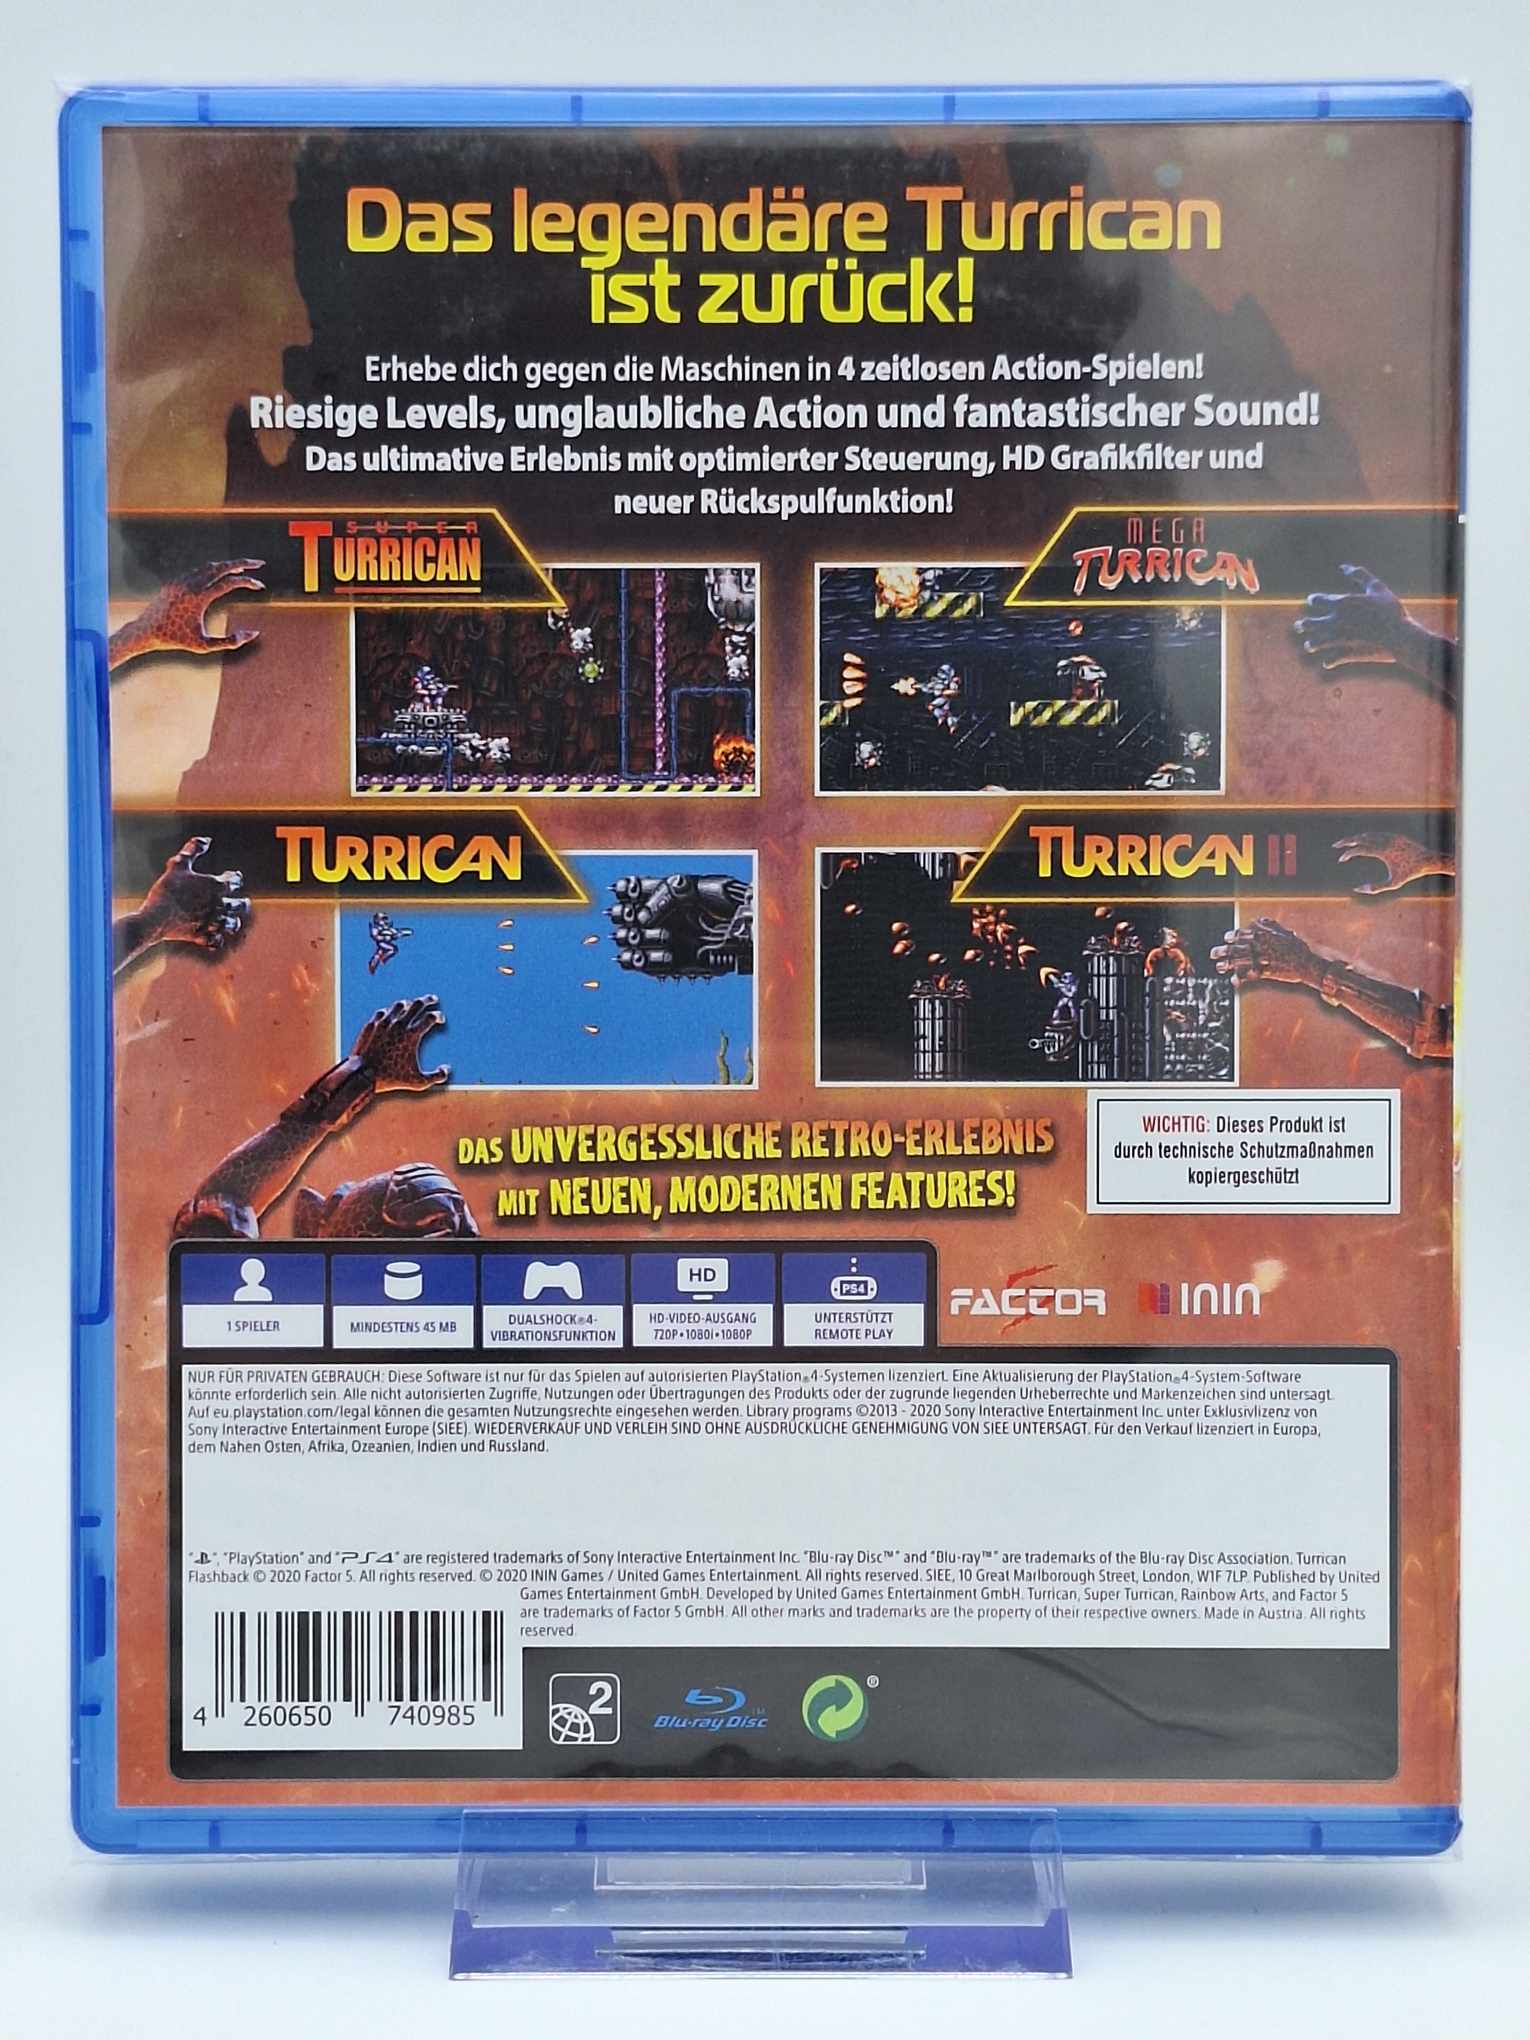 Das legendäre Turrican
ist zurück!
Erhebe dich gegen die Maschinen in 4 zeitlosen Action-Spielen!
Riesige Levels, unglaubliche Action und fantastischer Sound!
Das ultimative Erlebnis mit optimierter Steuerung, HD Grafikfilter und
neuer Rückspulfunktion!
SUPER
TURRICAN
MEGA
TURRICAN
TURRICAN
TURRICAN II
WICHTIG: Dieses Produkt ist
durch technische Schutzmaßnahmen
kopiergeschützt
DAS UNVERGESSLICHE RETRO-ERLEBNIS
MIT NEUEN, MODERNEN FEATURES!
HD
PS4
1 SPIELER
MINDESTENS 45 MB
DUALSHOCK®4-
VIBRATIONSFUNKTION
HD-VIDEO-AUSGANG
720P•1080i•1080P
UNTERSTÜTZT
REMOTE PLAY
FACTOR 5
ININ
NUR FÜR PRIVATEN GEBRAUCH: Diese Software ist nur für das Spielen auf autorisierten PlayStation®4-Systemen lizenziert. Eine Aktualisierung der PlayStation®4-System-Software
könnte erforderlich sein. Alle nicht autorisierten Zugriffe, Nutzungen oder Übertragungen des Produkts oder der zugrunde liegenden Urheberrechte und Markenzeichen sind untersagt.
Auf eu.playstation.com/legal können die gesamten Nutzungsrechte eingesehen werden. Library programs ©2013 - 2020 Sony Interactive Entertainment Inc. unter Exklusivlizenz von
Sony Interactive Entertainment Europe (SIEE). WIEDERVERKAUF UND VERLEIH SIND OHNE AUSDRÜCKLICHE GENEHMIGUNG VON SIEE UNTERSAGT. Für den Verkauf lizenziert in Europa,
dem Nahen Osten, Afrika, Ozeanien, Indien und Russland.
"PS", "PlayStation" and "PS4" are registered trademarks of Sony Interactive Entertainment Inc. "Blu-ray Disc™" and "Blu-ray™" are trademarks of the Blu-ray Disc Association. Turrican
Flashback © 2020 Factor 5. All rights reserved. © 2020 ININ Games / United Games Entertainment. All rights reserved. SIEE, 10 Great Marlborough Street, London, W1F 7LP. Published by United
Games Entertainment GmbH. Developed by United Games Entertainment GmbH. Turrican, Super Turrican, Rainbow Arts, and Factor 5
are trademarks of Factor 5 GmbH. All other marks and trademarks are the property of their respective owners. Made in Austria. All rights
reserved.
4 260650 740985
2
Blu-ray Disc™
®